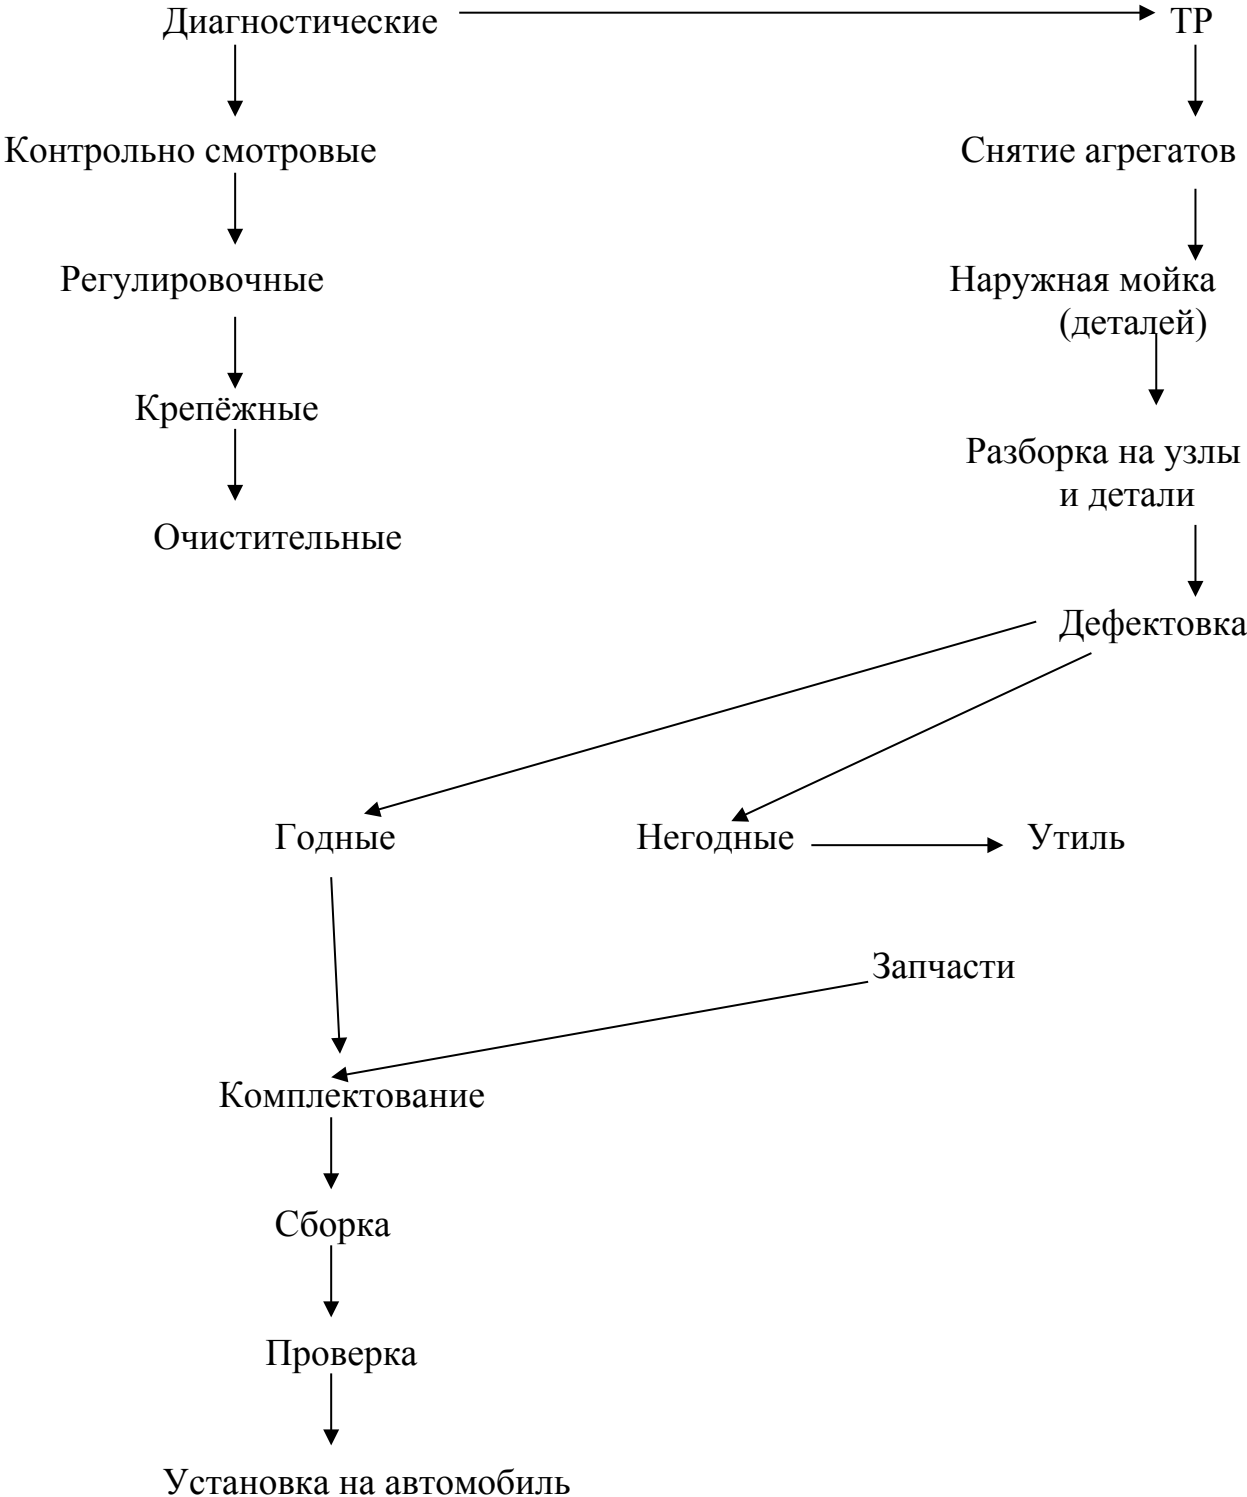 Диагностические
ТР
Контрольно смотровые
Снятие агрегатов
Регулировочные
Наружная мойка
(деталей)
Крепёжные
Разборка на узлы
и детали
Очистительные
Дефектовка
Годные
Негодные
Утиль
Запчасти
Комплектование
Сборка
Проверка
Установка на автомобиль